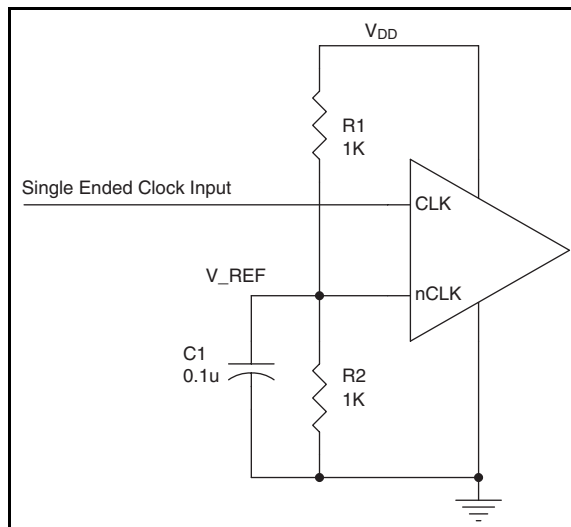 V_DD
R1
1K
Single Ended Clock Input
CLK
V_REF
nCLK
C1
0.1u
R2
1K